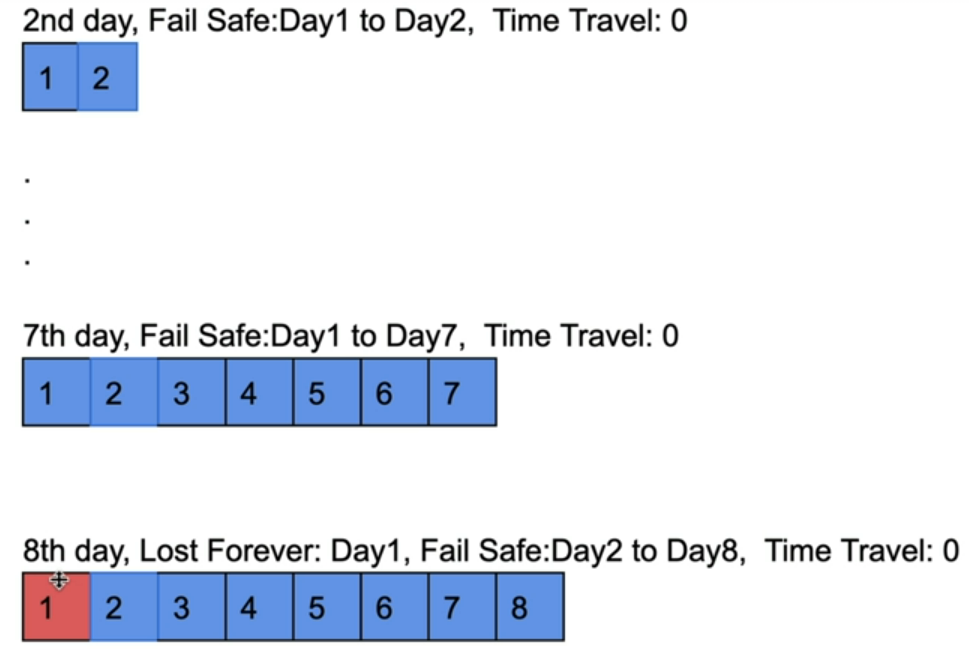 2nd day, Fail Safe:Day1 to Day2, Time Travel: 0
1 2
.
.
.
7th day, Fail Safe:Day1 to Day7, Time Travel: 0
1 2 3 4 5 6 7
8th day, Lost Forever: Day1, Fail Safe:Day2 to Day8, Time Travel: 0
1 2 3 4 5 6 7 8